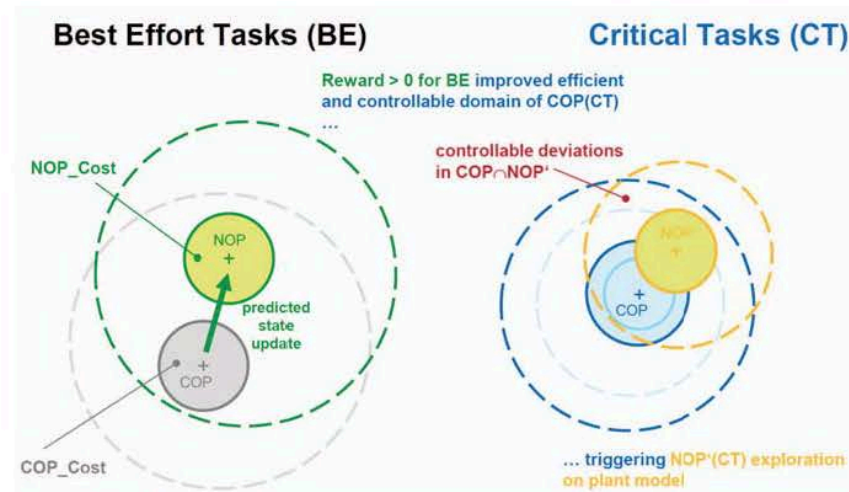 Best Effort Tasks (BE)
Critical Tasks (CT)
Reward > 0 for BE improved efficient
and controllable domain of COP(CT)
...
controllable deviations
in COP∩NOP‘
NOP_Cost
NOP
NOP‘
predicted
state
update
COP
COP
COP_Cost
... triggering NOP‘(CT) exploration
on plant model